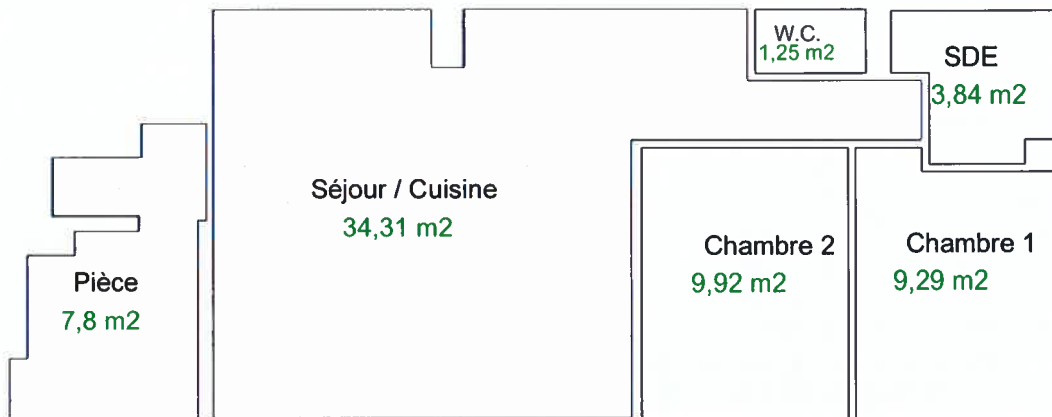 W.C.
1,25 m2
SDE
3,84 m2
Séjour / Cuisine
34,31 m2
Chambre 2
9,92 m2
Chambre 1
9,29 m2
Pièce
7,8 m2